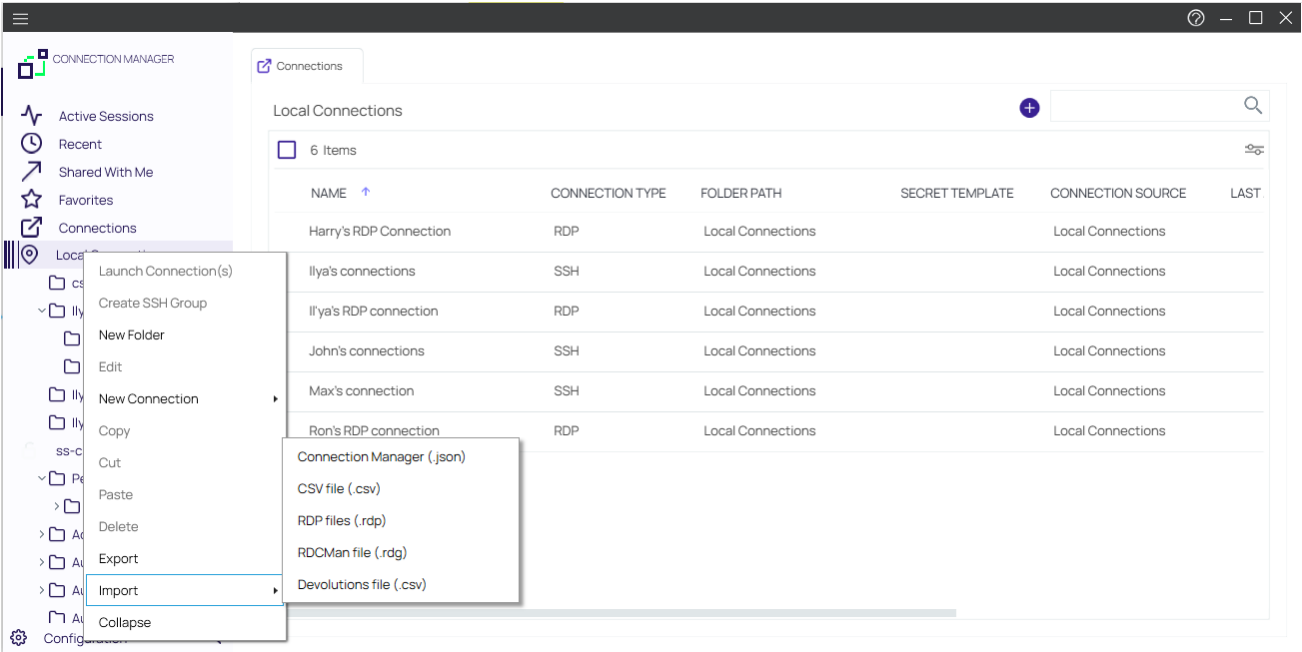 CONNECTION MANAGER
Active Sessions
Recent
Shared With Me
Favorites
Connections
Launch Connection(s)
Create SSH Group
New Folder
Edit
New Connection
Copy
Cut
Paste
Delete
Export
Import
Collapse
Connection Manager (.json)
CSV file (.csv)
RDP files (.rdp)
RDCMan file (.rdg)
Devolutions file (.csv)
Connections
Local Connections
6 Items
NAME CONNECTION TYPE FOLDER PATH SECRET TEMPLATE CONNECTION SOURCE LAST
Harry's RDP Connection RDP Local Connections Local Connections
Ilya's connections SSH Local Connections Local Connections
Il'ya's RDP connection RDP Local Connections Local Connections
John's connections SSH Local Connections Local Connections
Max's connection SSH Local Connections Local Connections
Ron's RDP connection RDP Local Connections Local Connections